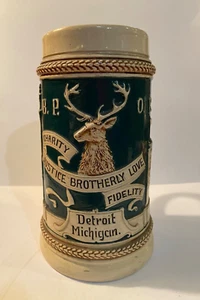 B. P. O
CHARITY
JUSTICE BROTHERLY LOVE
FIDELITY
Detroit
Michigan.